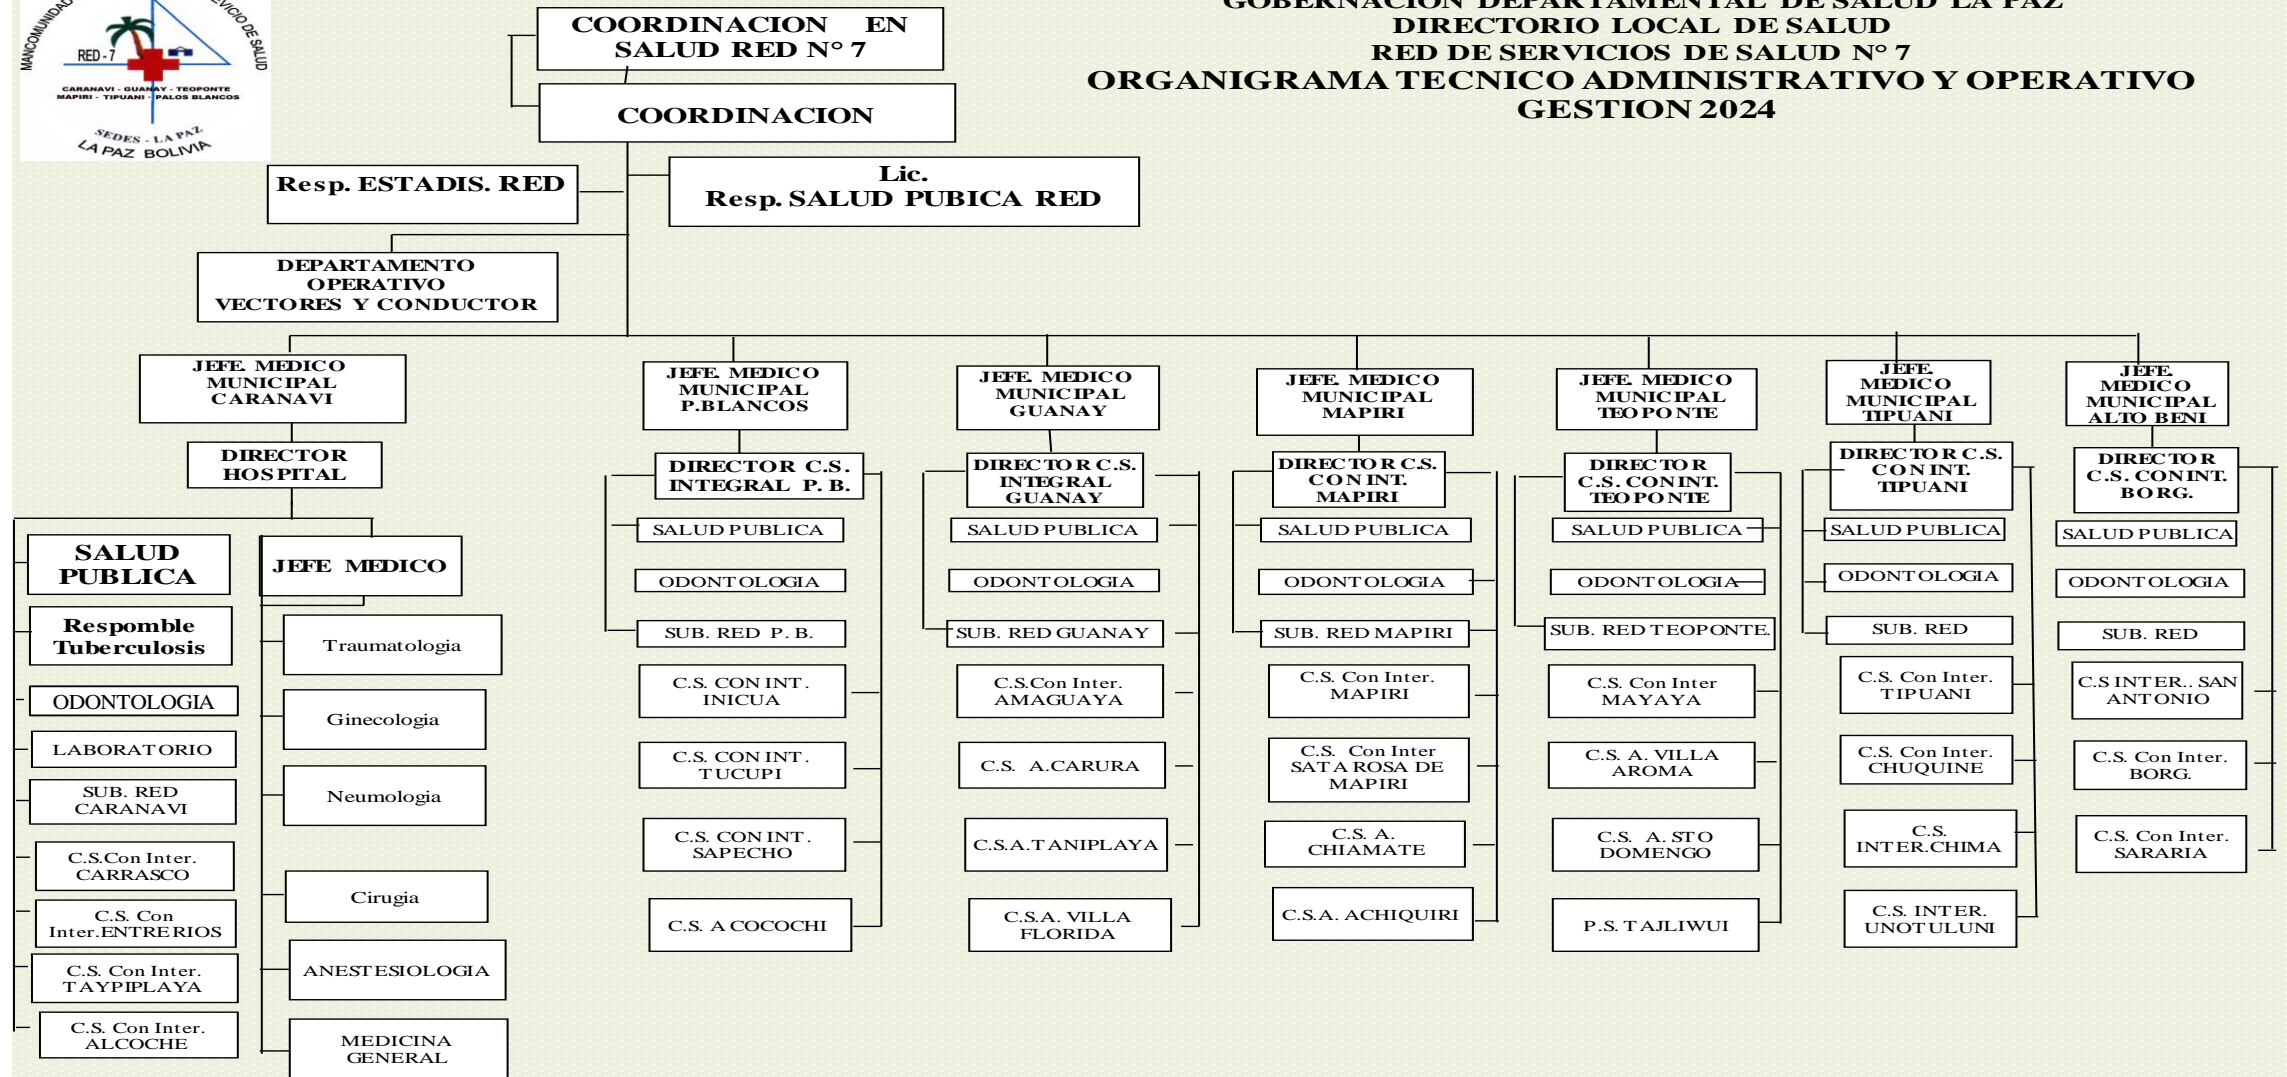 MANCOMUNIDAD
SERVICIO DE SALUD
RED - 7
CARANAVI - GUANAY - TEOPONTE
MAPIRI - TIPUANI - PALOS BLANCOS
SEDES - LA PAZ
LA PAZ BOLIVIA
GOBERNACION DEPARTAMENTAL DE SALUD LA PAZ
DIRECTORIO LOCAL DE SALUD
RED DE SERVICIOS DE SALUD N° 7
ORGANIGRAMA TECNICO ADMINISTRATIVO Y OPERATIVO
GESTION 2024
COORDINACION EN
SALUD RED N° 7
COORDINACION
Resp. ESTADIS. RED
Lic.
Resp. SALUD PUBICA RED
DEPARTAMENTO
OPERATIVO
VECTORES Y CONDUCTOR
JEFE. MEDICO
MUNICIPAL
CARANAVI
DIRECTOR
HOSPITAL
SALUD
PUBLICA
Respomble
Tuberculosis
ODONTOLOGIA
LABORATORIO
SUB. RED
CARANAVI
C.S.Con Inter.
CARRASCO
C.S. Con
Inter.ENTRERIOS
C.S. Con Inter.
TAYPIPLAYA
C.S. Con Inter.
ALCOCHE
JEFE MEDICO
Traumatologia
Ginecologia
Neumologia
Cirugia
ANESTESIOLOGIA
MEDICINA
GENERAL
JEFE. MEDICO
MUNICIPAL
P.BLANCOS
DIRECTOR C.S.
INTEGRAL P. B.
SALUD PUBLICA
ODONTOLOGIA
SUB. RED P. B.
C.S. CON INT.
INICUA
C.S. CON INT.
TUCUPI
C.S. CON INT.
SAPECHO
C.S. A COCOCHI
JEFE. MEDICO
MUNICIPAL
GUANAY
DIRECTOR C.S.
INTEGRAL
GUANAY
SALUD PUBLICA
ODONTOLOGIA
SUB. RED GUANAY
C.S.Con Inter.
AMAGUAYA
C.S. A.CARURA
C.S.A.TANIPLAYA
C.S.A. VILLA
FLORIDA
JEFE. MEDICO
MUNICIPAL
MAPIRI
DIRECTOR C.S.
CON INT.
MAPIRI
SALUD PUBLICA
ODONTOLOGIA
SUB. RED MAPIRI
C.S. Con Inter.
MAPIRI
C.S. Con Inter
SATA ROSA DE
MAPIRI
C.S. A.
CHIAMATE
C.S.A. ACHIQUIRI
JEFE. MEDICO
MUNICIPAL
TEOPONTE
DIRECTOR
C.S. CON INT.
TEOPONTE
SALUD PUBLICA
ODONTOLOGIA
SUB. RED TEOPONTE.
C.S. Con Inter
MAYAYA
C.S. A. VILLA
AROMA
C.S. A. STO
DOMENGO
P.S. TAJLIWUI
JEFE.
MEDICO
MUNICIPAL
TIPUANI
DIRECTOR C.S.
CON INT.
TIPUANI
SALUD PUBLICA
ODONTOLOGIA
SUB. RED
C.S. Con Inter.
TIPUANI
C.S. Con Inter.
CHUQUINE
C.S.
INTER.CHIMA
C.S. INTER.
UNOTULUNI
JEFE.
MEDICO
MUNICIPAL
ALTO BENI
DIRECTOR
C.S. CON INT.
BORG.
SALUD PUBLICA
ODONTOLOGIA
SUB. RED
C.S INTER.. SAN
ANTONIO
C.S. Con Inter.
BORG.
C.S. Con Inter.
SARARIA